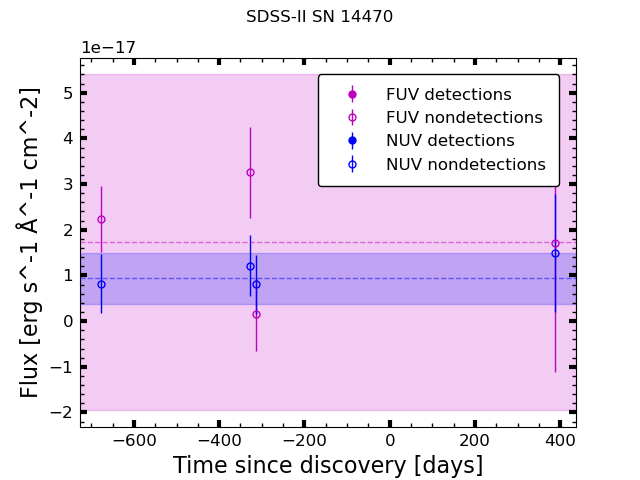 SDSS-II SN 14470
1e−17
FUV detections
FUV nondetections
NUV detections
NUV nondetections
5
4
3
2
1
0
−1
−2
Flux [erg s^-1 Å^-1 cm^-2]
−600 −400 −200 0 200 400
Time since discovery [days]